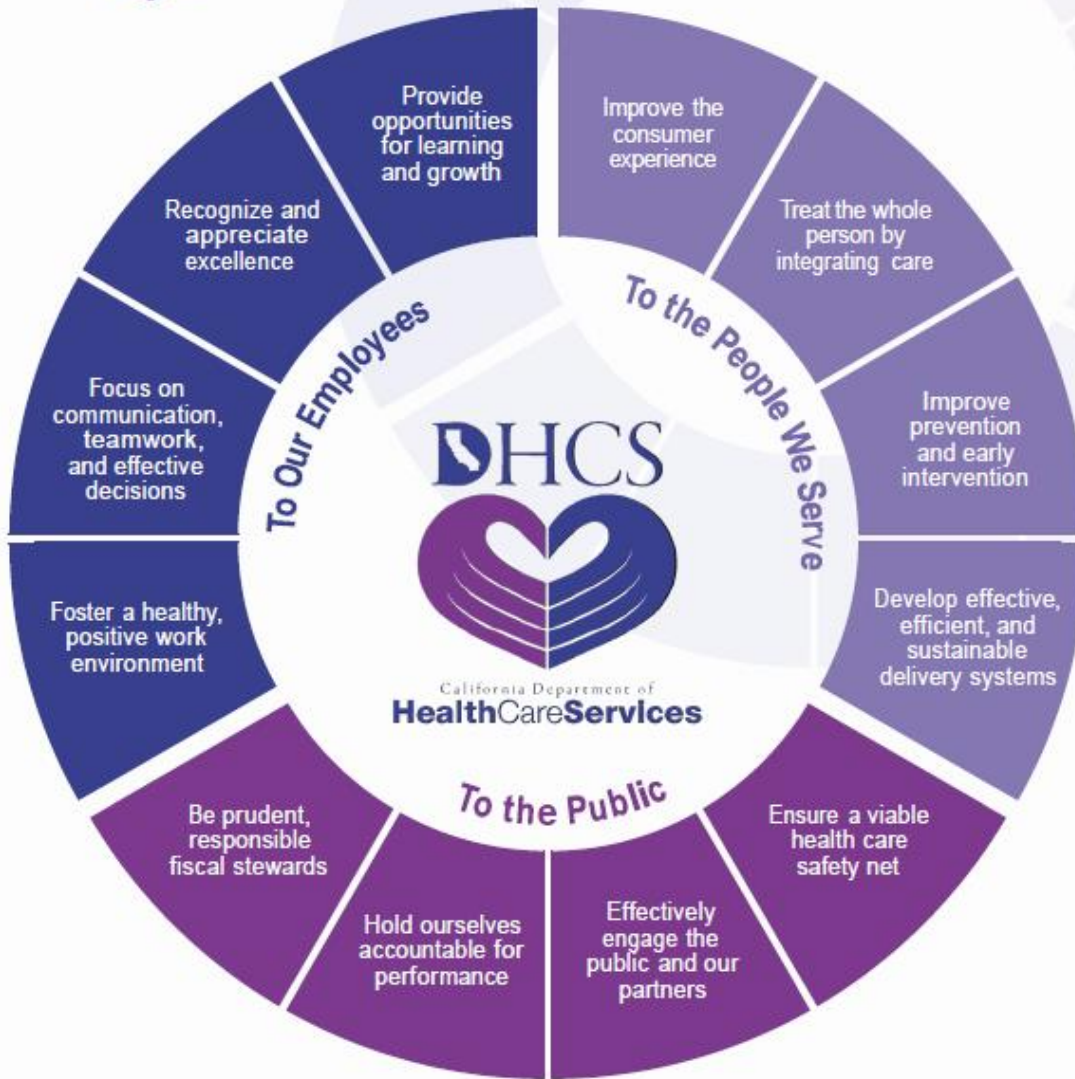 Provide
opportunities
for learning
and growth
Improve the
consumer
experience
Recognize and
appreciate
excellence
Treat the whole
person by
integrating care
Focus on
communication,
teamwork,
and effective
decisions
Improve
prevention
and early
intervention
Foster a healthy,
positive work
environment
Develop effective,
efficient, and
sustainable
delivery systems
Be prudent,
responsible
fiscal stewards
Ensure a viable
health care
safety net
Hold ourselves
accountable for
performance
Effectively
engage the
public and our
partners
To Our Employees
To the People We Serve
To the Public
DHCS
California Department of
HealthCareServices